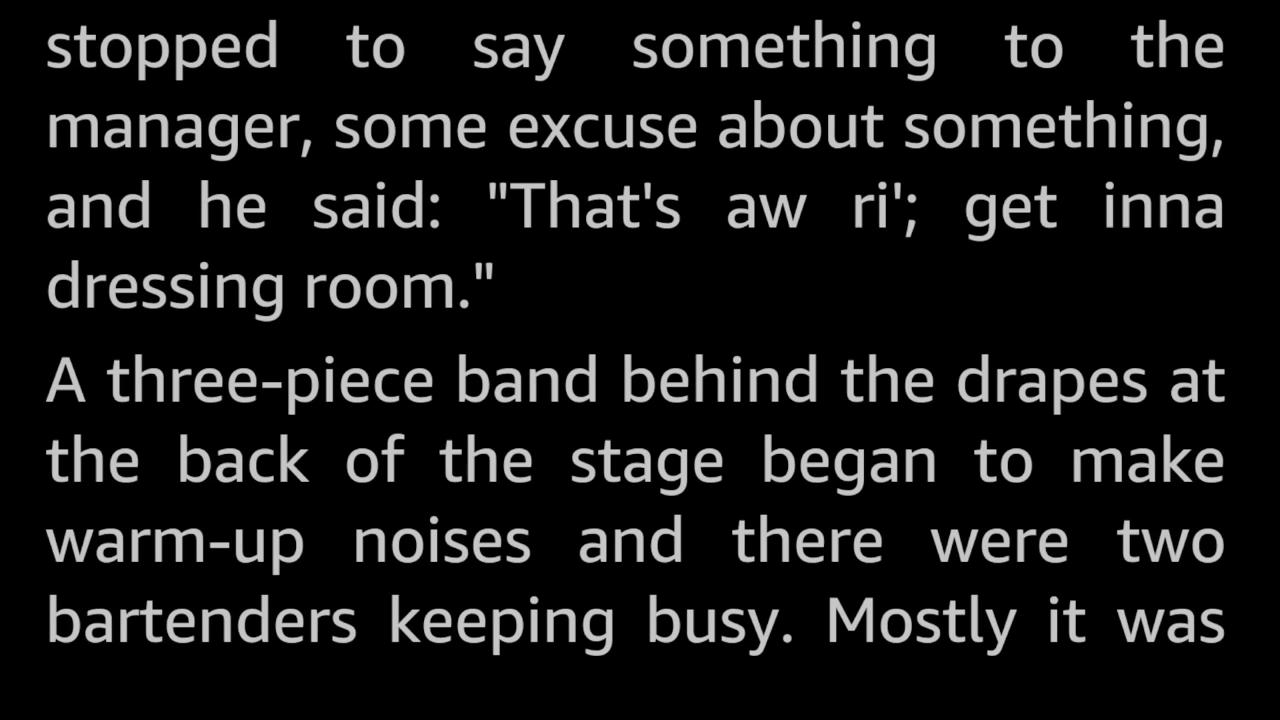 stopped to say something to the
manager, some excuse about something,
and he said: "That's aw ri'; get inna
dressing room."
A three-piece band behind the drapes at
the back of the stage began to make
warm-up noises and there were two
bartenders keeping busy. Mostly it was